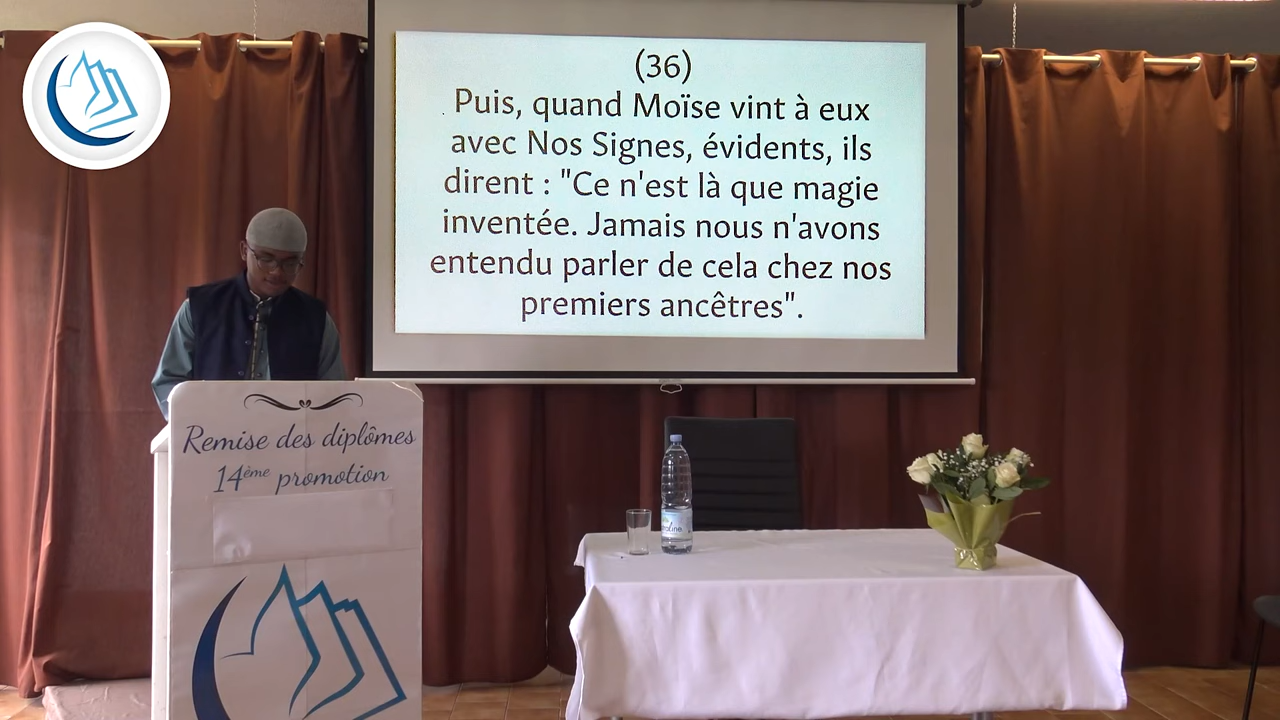 (36)
Puis, quand Moïse vint à eux
avec Nos Signes, évidents, ils
dirent : "Ce n'est là que magie
inventée. Jamais nous n'avons
entendu parler de cela chez nos
premiers ancêtres".
Remise des diplômes
14ème promotion